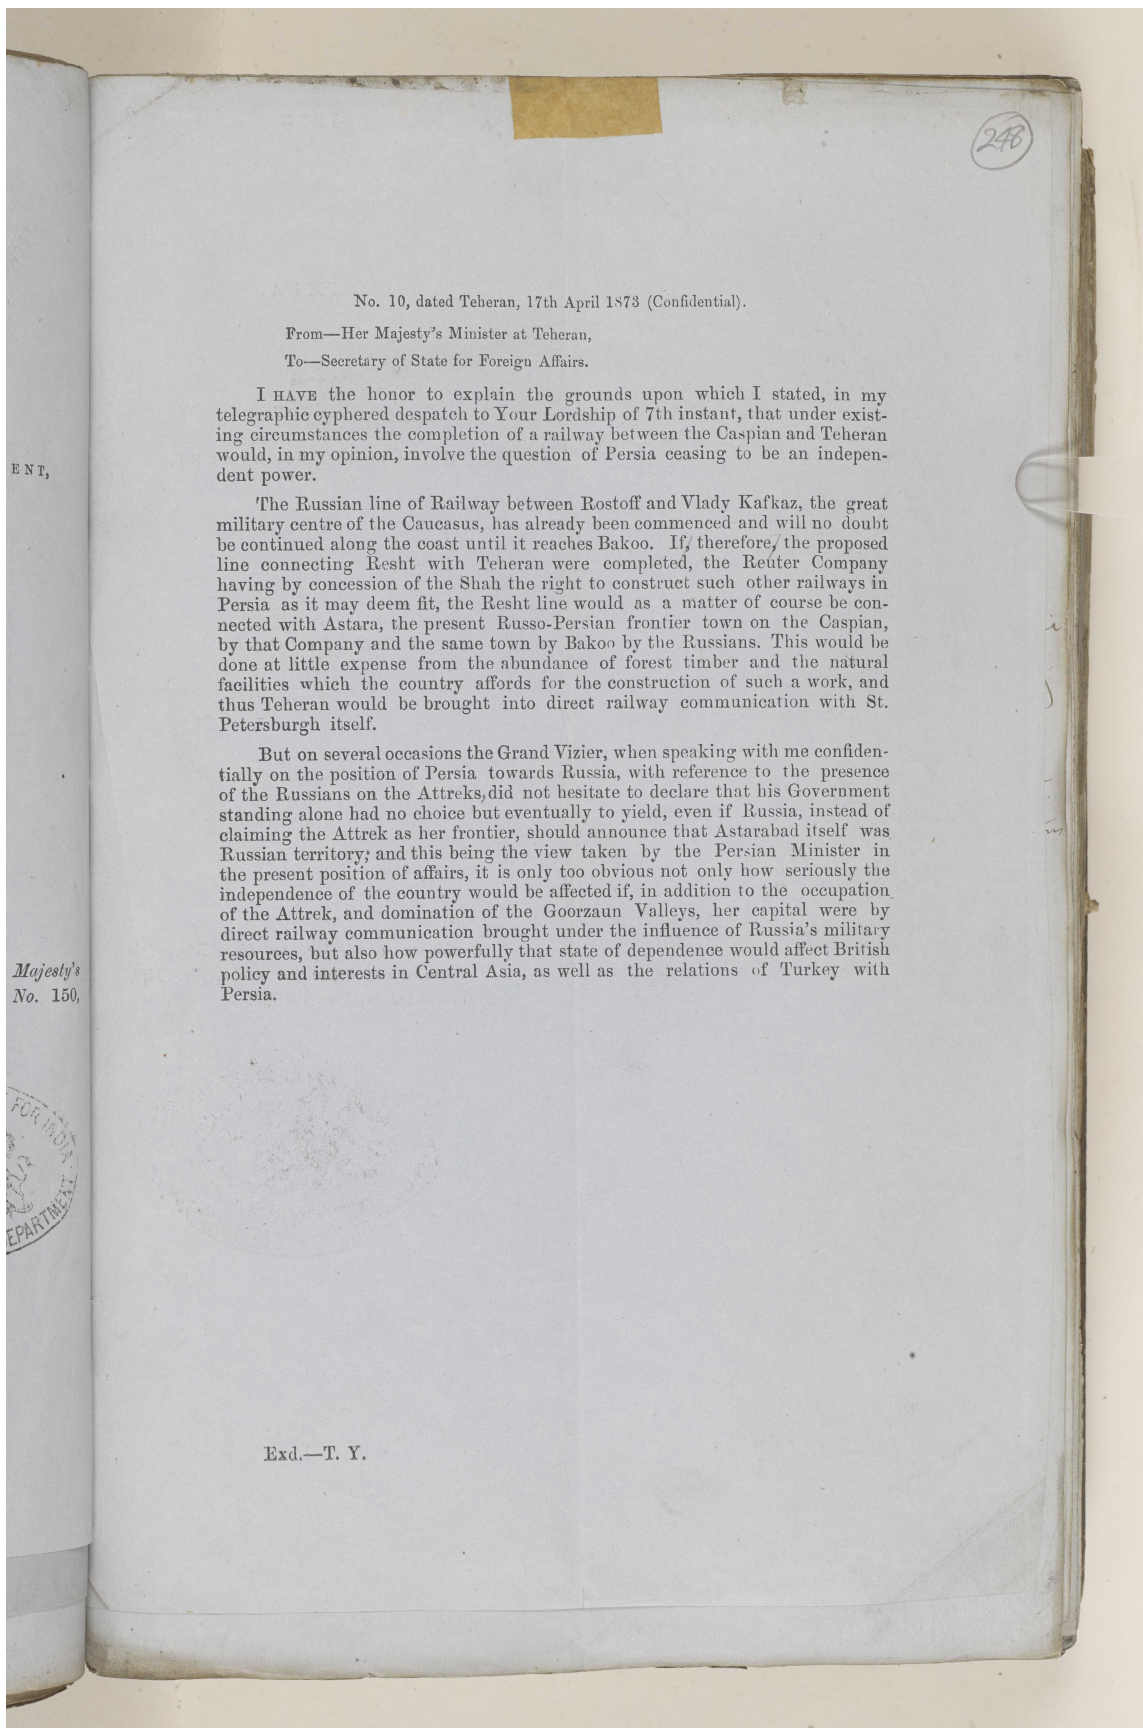 248
No. 10, dated Teheran, 17th April 1873 (Confidential).
From—Her Majesty's Minister at Teheran,
To—Secretary of State for Foreign Affairs.
I HAVE the honor to explain the grounds upon which I stated, in my
telegraphic cyphered despatch to Your Lordship of 7th instant, that under exist-
ing circumstances the completion of a railway between the Caspian and Teheran
would, in my opinion, involve the question of Persia ceasing to be an indepen-
dent power.
The Russian line of Railway between Rostoff and Vlady Kafkaz, the great
military centre of the Caucasus, has already been commenced and will no doubt
be continued along the coast until it reaches Bakoo. If, therefore, the proposed
line connecting Resht with Teheran were completed, the Reuter Company
having by concession of the Shah the right to construct such other railways in
Persia as it may deem fit, the Resht line would as a matter of course be con-
nected with Astara, the present Russo-Persian frontier town on the Caspian,
by that Company and the same town by Bakoo by the Russians. This would be
done at little expense from the abundance of forest timber and the natural
facilities which the country affords for the construction of such a work, and
thus Teheran would be brought into direct railway communication with St.
Petersburgh itself.
But on several occasions the Grand Vizier, when speaking with me confiden-
tially on the position of Persia towards Russia, with reference to the presence
of the Russians on the Attreks, did not hesitate to declare that his Government
standing alone had no choice but eventually to yield, even if Russia, instead of
claiming the Attrek as her frontier, should announce that Astarabad itself was
Russian territory; and this being the view taken by the Persian Minister in
the present position of affairs, it is only too obvious not only how seriously the
independence of the country would be affected if, in addition to the occupation
of the Attrek, and domination of the Goorzaun Valleys, her capital were by
direct railway communication brought under the influence of Russia's military
resources, but also how powerfully that state of dependence would affect British
policy and interests in Central Asia, as well as the relations of Turkey with
Persia.
Exd.—T. Y.
ENT,
Majesty's
No. 150,
FOR INDIA
DEPARTMENT